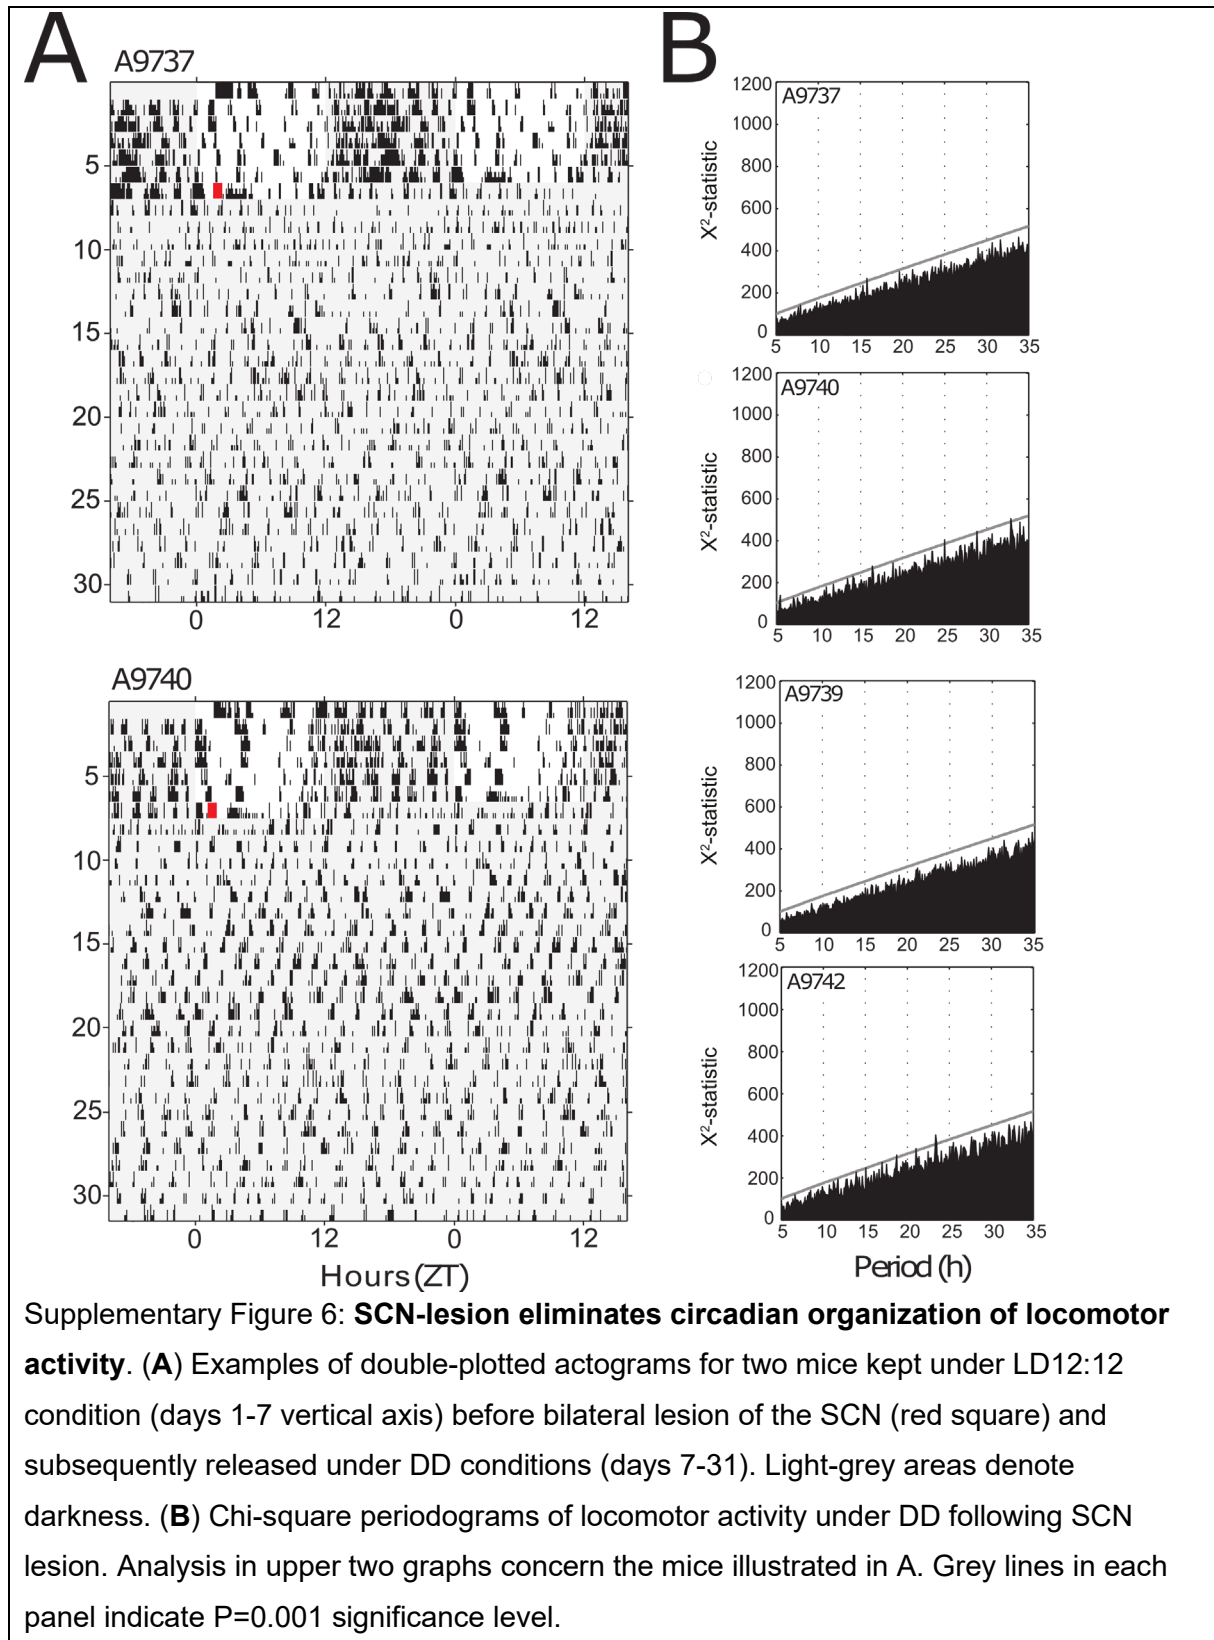 A
A9737
5
10
15
20
25
30
0 12 0 12
A9740
5
10
15
20
25
30
0 12 0 12
Hours (ZT)
B
A9737
1200
1000
800
600
400
200
0
X²-statistic
5 10 15 20 25 30 35
A9740
1200
1000
800
600
400
200
0
X²-statistic
5 10 15 20 25 30 35
A9739
1200
1000
800
600
400
200
0
X²-statistic
5 10 15 20 25 30 35
A9742
1200
1000
800
600
400
200
0
X²-statistic
5 10 15 20 25 30 35
Period (h)
Supplementary Figure 6: SCN-lesion eliminates circadian organization of locomotor
activity. (A) Examples of double-plotted actograms for two mice kept under LD12:12
condition (days 1-7 vertical axis) before bilateral lesion of the SCN (red square) and
subsequently released under DD conditions (days 7-31). Light-grey areas denote
darkness. (B) Chi-square periodograms of locomotor activity under DD following SCN
lesion. Analysis in upper two graphs concern the mice illustrated in A. Grey lines in each
panel indicate P=0.001 significance level.